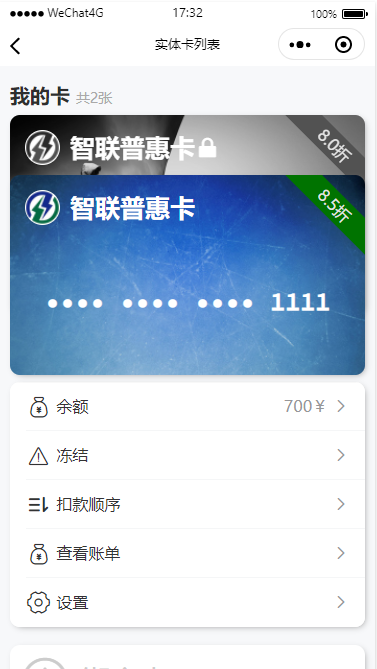 WeChat4G 17:32 100%
实体卡列表
我的卡 共2张
智联普惠卡
8.0折
智联普惠卡
8.5折
•••• •••• •••• 1111
余额 700￥
冻结
扣款顺序
查看账单
设置